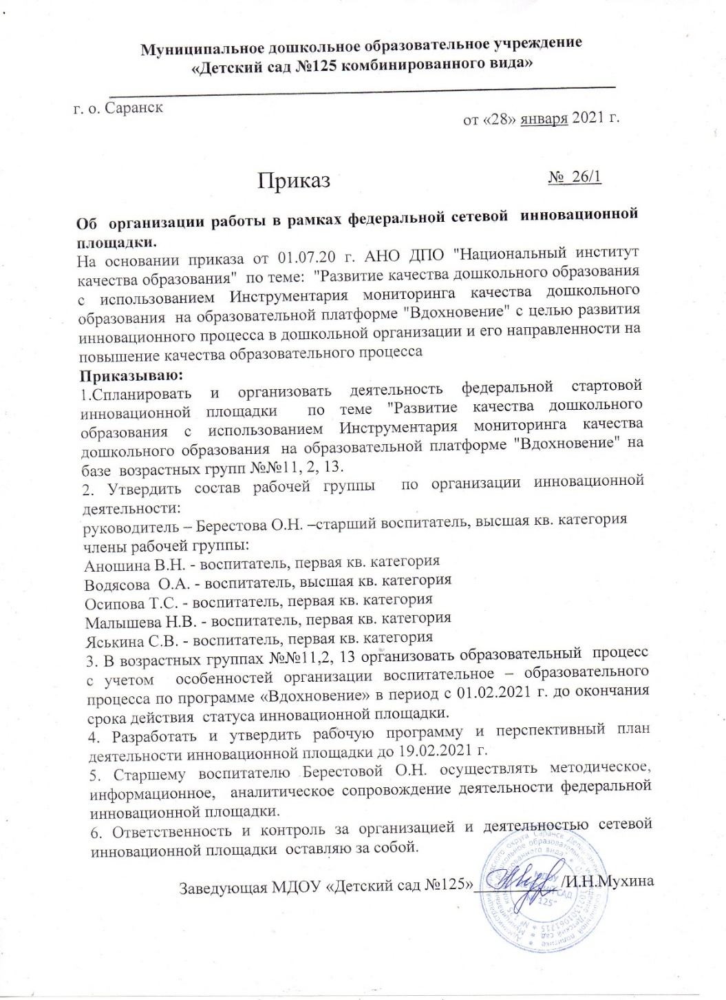 Муниципальное дошкольное образовательное учреждение
«Детский сад №125 комбинированного вида»
г. о. Саранск
от «28» января 2021 г.
Приказ
№ 26/1
Об организации работы в рамках федеральной сетевой инновационной
площадки.
На основании приказа от 01.07.20 г. АНО ДПО "Национальный институт
качества образования" по теме: "Развитие качества дошкольного образования
с использованием Инструментария мониторинга качества дошкольного
образования на образовательной платформе "Вдохновение" с целью развития
инновационного процесса в дошкольной организации и его направленности на
повышение качества образовательного процесса
Приказываю:
1.Спланировать и организовать деятельность федеральной стартовой
инновационной площадки по теме "Развитие качества дошкольного
образования с использованием Инструментария мониторинга качества
дошкольного образования на образовательной платформе "Вдохновение" на
базе возрастных групп №№11, 2, 13.
2. Утвердить состав рабочей группы по организации инновационной
деятельности:
руководитель – Берестова О.Н. –старший воспитатель, высшая кв. категория
члены рабочей группы:
Аношина В.Н. - воспитатель, первая кв. категория
Водясова О.А. - воспитатель, высшая кв. категория
Осипова Т.С. - воспитатель, первая кв. категория
Малышева Н.В. - воспитатель, первая кв. категория
Яськина С.В. - воспитатель, первая кв. категория
3. В возрастных группах №№11,2, 13 организовать образовательный процесс
с учетом особенностей организации воспитательное – образовательного
процесса по программе «Вдохновение» в период с 01.02.2021 г. до окончания
срока действия статуса инновационной площадки.
4. Разработать и утвердить рабочую программу и перспективный план
деятельности инновационной площадки до 19.02.2021 г.
5. Старшему воспитателю Берестовой О.Н. осуществлять методическое,
информационное, аналитическое сопровождение деятельности федеральной
инновационной площадки.
6. Ответственность и контроль за организацией и деятельностью сетевой
инновационной площадки оставляю за собой.
Заведующая МДОУ «Детский сад №125»__________/И.Н.Мухина
МДОУ
САД
125"